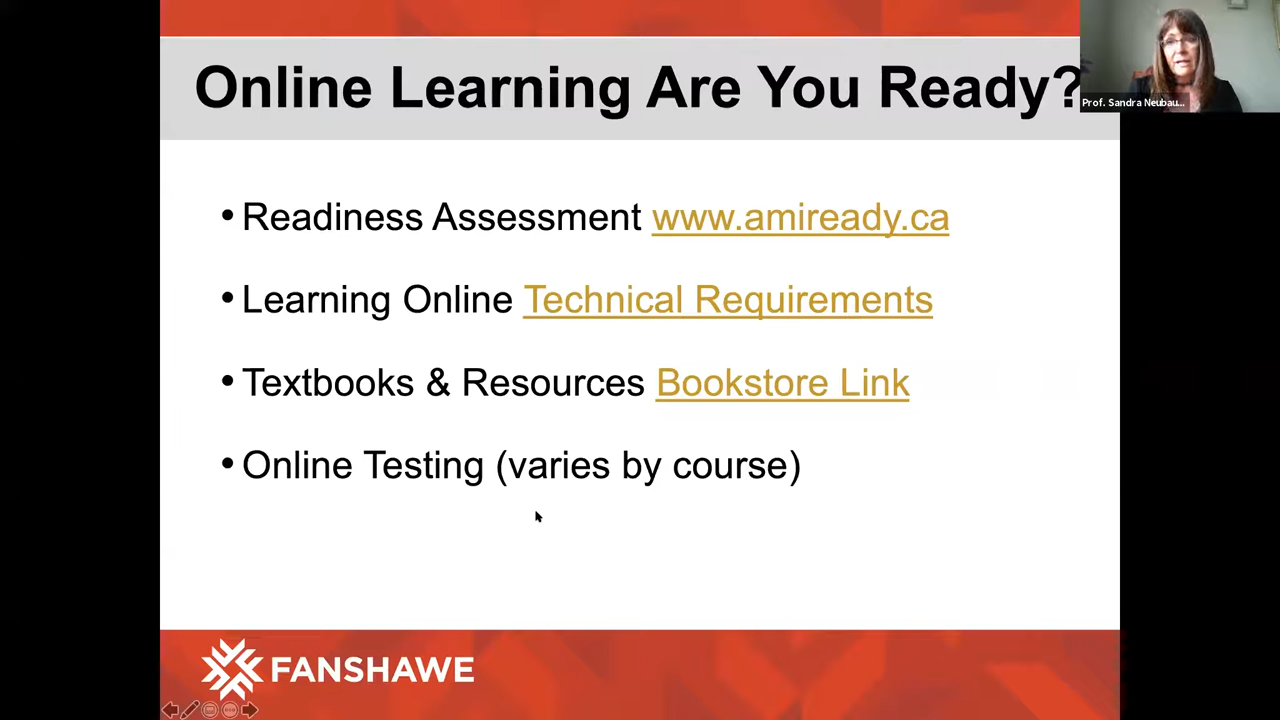 Online Learning Are You Ready?
Prof. Sandra Neubau...
• Readiness Assessment www.amiready.ca
• Learning Online Technical Requirements
• Textbooks & Resources Bookstore Link
• Online Testing (varies by course)
FANSHAWE